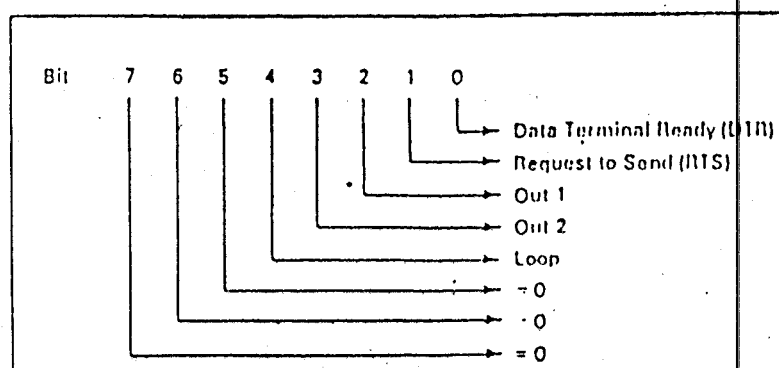 Bit 7 6 5 4 3 2 1 0
Data Terminal Ready (DTR)
Request to Send (RTS)
Out 1
Out 2
Loop
= 0
= 0
= 0